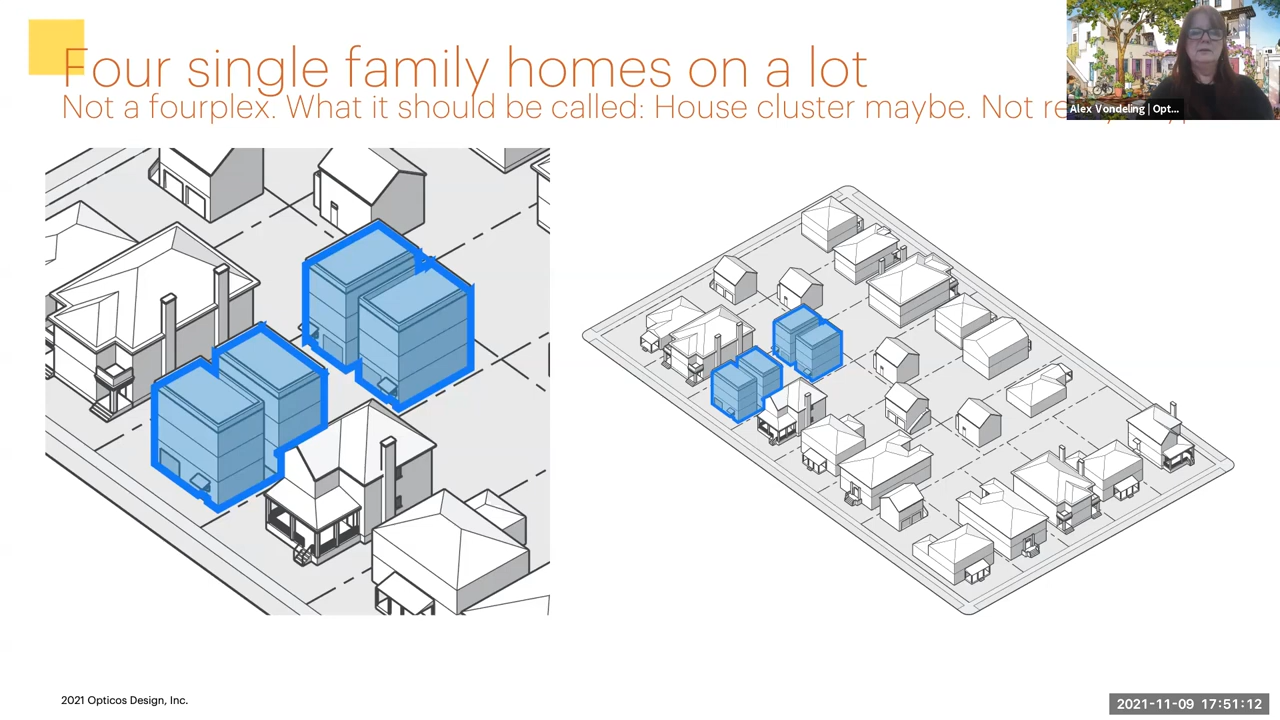 Four single family homes on a lot
Not a fourplex. What it should be called: House cluster maybe. Not
Alex Vondeling | Opt...
2021 Opticos Design, Inc.
2021-11-09 17:51:12